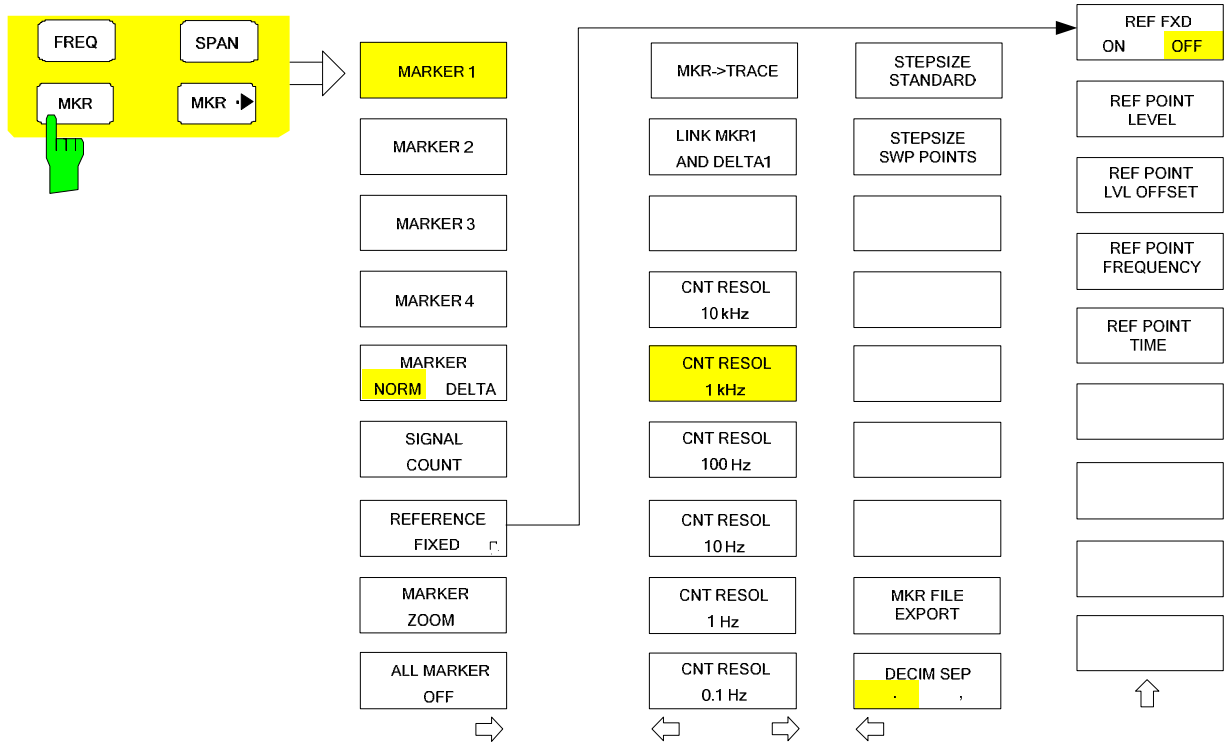 FREQ
SPAN
MKR
MKR
MARKER 1
MARKER 2
MARKER 3
MARKER 4
MARKER
NORM DELTA
SIGNAL
COUNT
REFERENCE
FIXED
MARKER
ZOOM
ALL MARKER
OFF
MKR->TRACE
LINK MKR1
AND DELTA1
CNT RESOL
10 kHz
CNT RESOL
1 kHz
CNT RESOL
100 Hz
CNT RESOL
10 Hz
CNT RESOL
1 Hz
CNT RESOL
0.1 Hz
STEPSIZE
STANDARD
STEPSIZE
SWP POINTS
MKR FILE
EXPORT
DECIM SEP
. ,
REF FXD
ON OFF
REF POINT
LEVEL
REF POINT
LVL OFFSET
REF POINT
FREQUENCY
REF POINT
TIME